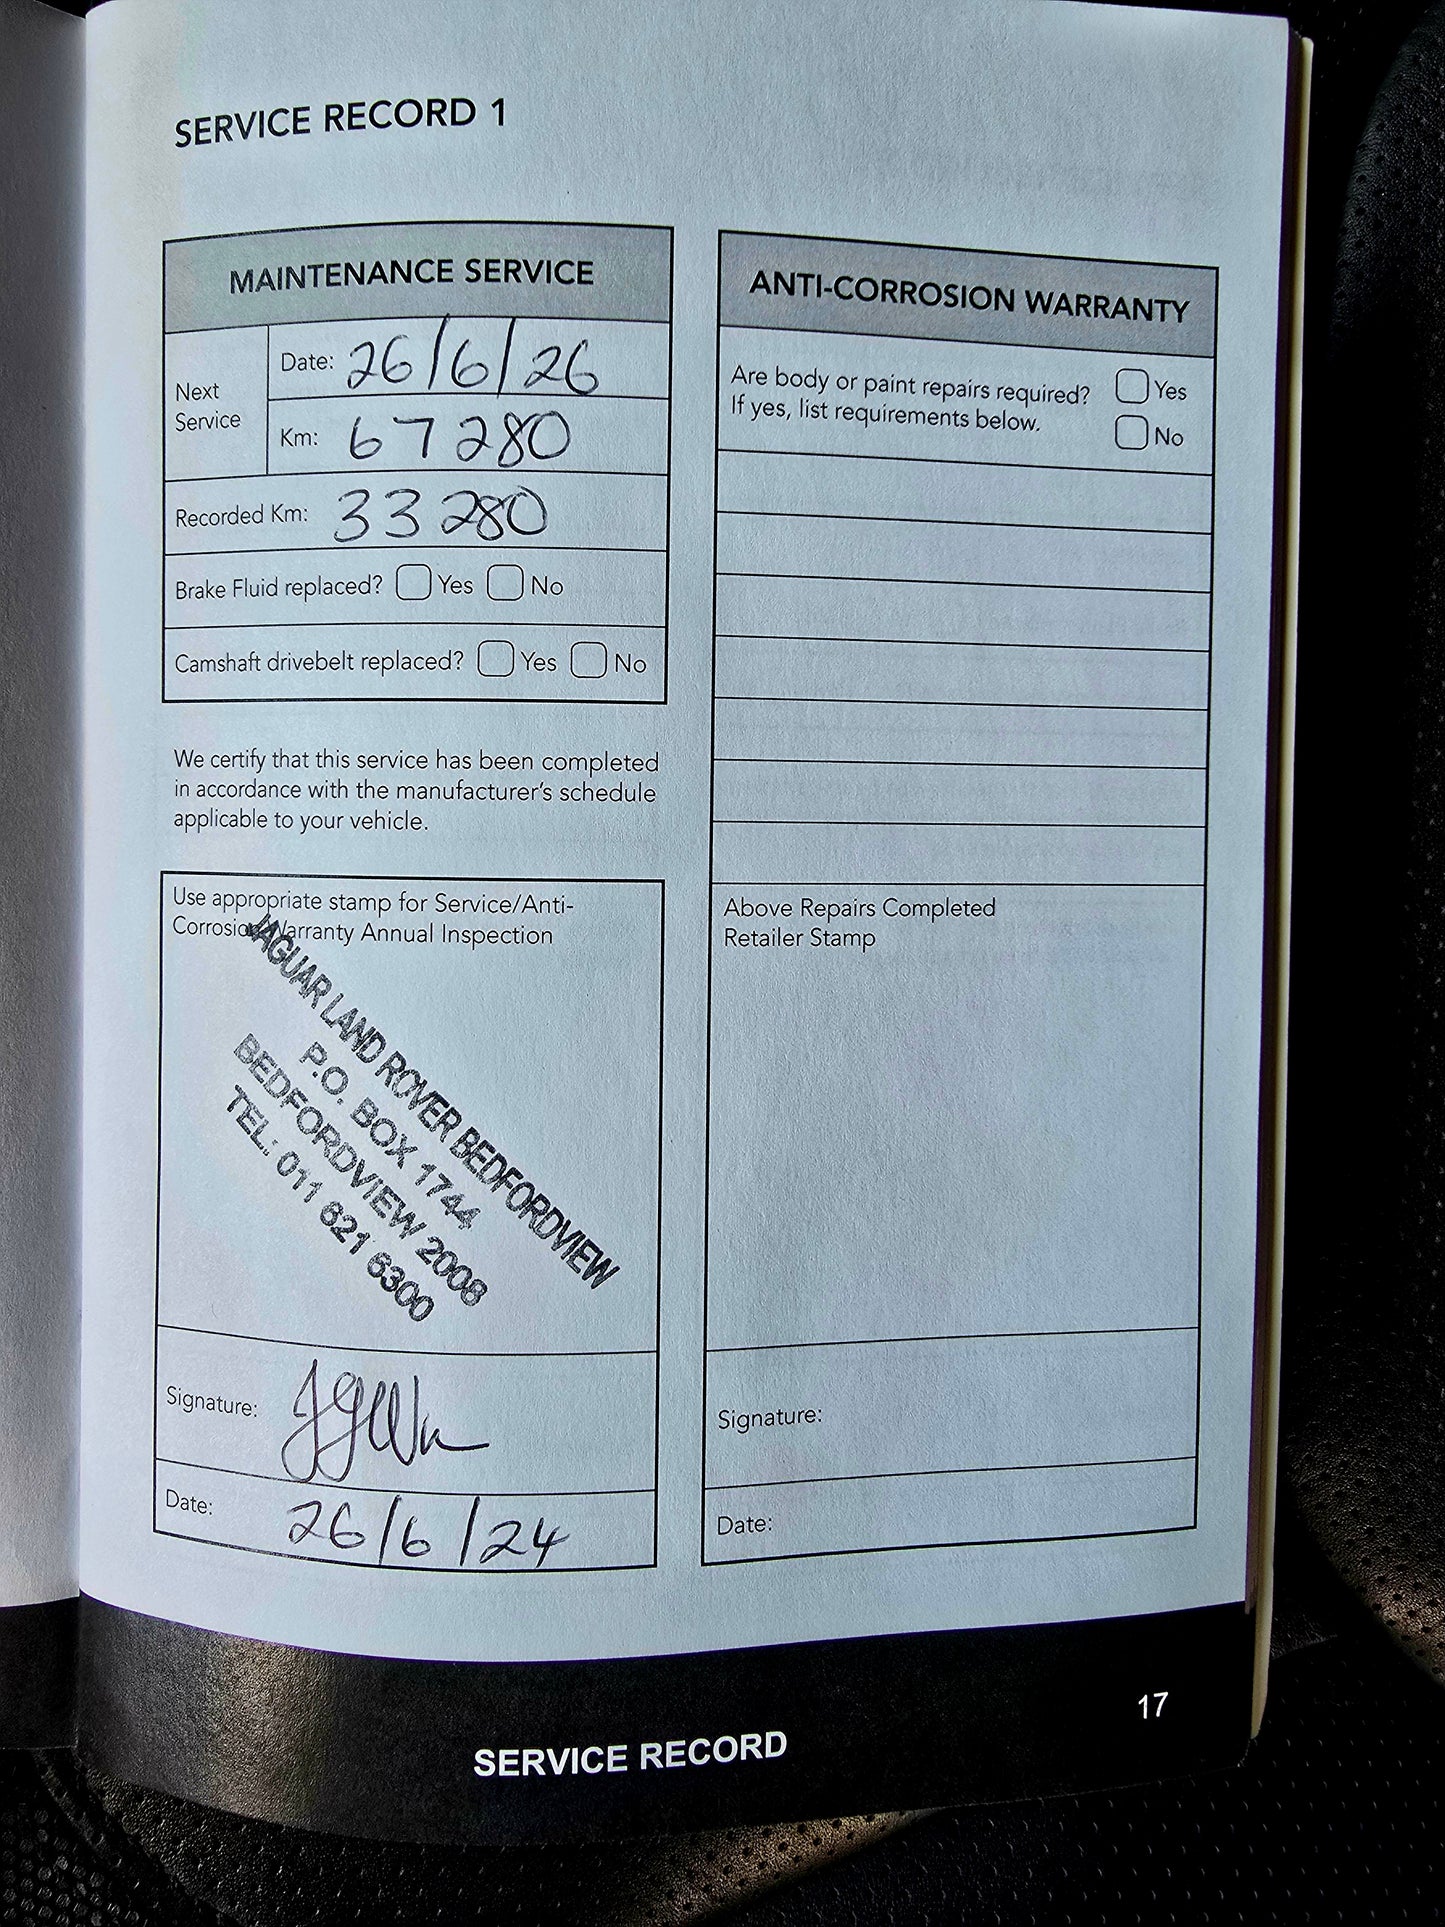 SERVICE RECORD 1
MAINTENANCE SERVICE
Next
Service
Date: 26/6/26
Km: 67280
Recorded Km: 33280
Brake Fluid replaced? Yes No
Camshaft drivebelt replaced? Yes No
We certify that this service has been completed
in accordance with the manufacturer's schedule
applicable to your vehicle.
Use appropriate stamp for Service/Anti-
Corrosion Warranty Annual Inspection
JAGUAR LAND ROVER BEDFORDVIEW
P.O. BOX 1744
BEDFORDVIEW 2008
TEL: 011 821 6300
Signature:
Date: 26/6/24
ANTI-CORROSION WARRANTY
Are body or paint repairs required? Yes
If yes, list requirements below. No
Above Repairs Completed
Retailer Stamp
Signature:
Date:
17
SERVICE RECORD